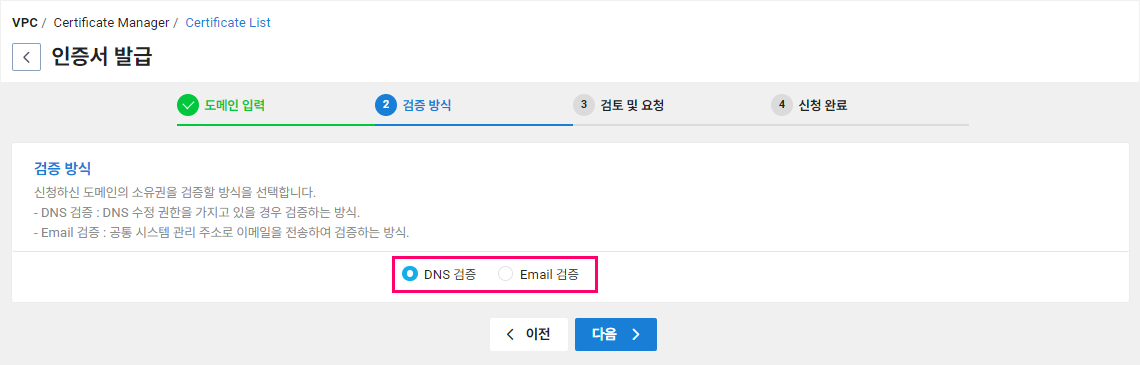 VPC / Certificate Manager / Certificate List
인증서 발급
도메인 입력 2 검증 방식 3 검토 및 요청 4 신청 완료
검증 방식
신청하신 도메인의 소유권을 검증할 방식을 선택합니다.
- DNS 검증 : DNS 수정 권한을 가지고 있을 경우 검증하는 방식.
- Email 검증 : 공통 시스템 관리 주소로 이메일을 전송하여 검증하는 방식.
DNS 검증 Email 검증
이전 다음